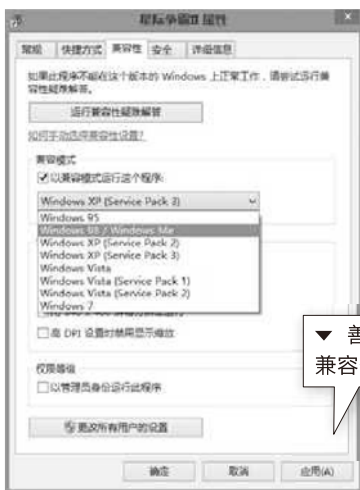 星际争霸II 属性
常规 快捷方式 兼容性 安全 详细信息
如果此程序不能在这个版本的 Windows 上正常工作，请尝试运行兼
容性疑难解答。
运行兼容性疑难解答
如何手动选择兼容性设置?
兼容模式
以兼容模式运行这个程序:
Windows XP (Service Pack 3)
Windows 95
Windows 98 / Windows Me
Windows XP (Service Pack 2)
Windows XP (Service Pack 3)
Windows Vista
Windows Vista (Service Pack 1)
Windows Vista (Service Pack 2)
Windows 7
高 DPI 设置时禁用显示缩放
▼ 善
兼容
权限等级
以管理员身份运行此程序
更改所有用户的设置
确定 取消 应用(A)